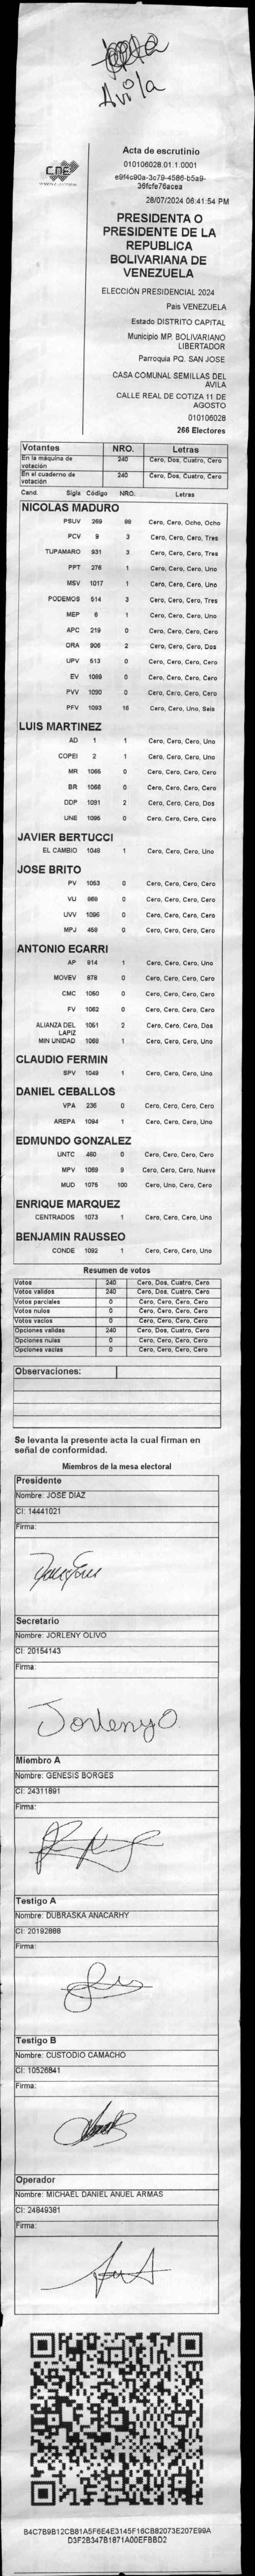 Avila
CNE
Acta de escrutinio
010106028.01.1.0001
e9f4c90a-3c79-4586-b5a9-
36fcfe76acea
28/07/2024 06:41:54 PM
PRESIDENTA O
PRESIDENTE DE LA
REPUBLICA
BOLIVARIANA DE
VENEZUELA
ELECCIÓN PRESIDENCIAL 2024
Pais VENEZUELA
Estado DISTRITO CAPITAL
Municipio MP. BOLIVARIANO
LIBERTADOR
Parroquia PQ. SAN JOSE
CASA COMUNAL SEMILLAS DEL
AVILA
CALLE REAL DE COTIZA 11 DE
AGOSTO
010106028
266 Electores
Votantes NRO. Letras
En la máquina de votación 240 Cero, Dos, Cuatro, Cero
En el cuaderno de votación 240 Cero, Dos, Cuatro, Cero
Cand. Sigla Código NRO. Letras
NICOLAS MADURO
PSUV 269 88 Cero, Cero, Ocho, Ocho
PCV 9 3 Cero, Cero, Cero, Tres
TUPAMARO 931 3 Cero, Cero, Cero, Tres
PPT 276 1 Cero, Cero, Cero, Uno
MSV 1017 1 Cero, Cero, Cero, Uno
PODEMOS 514 3 Cero, Cero, Cero, Tres
MEP 6 1 Cero, Cero, Cero, Uno
APC 219 0 Cero, Cero, Cero, Cero
ORA 906 2 Cero, Cero, Cero, Dos
UPV 513 0 Cero, Cero, Cero, Cero
EV 1089 0 Cero, Cero, Cero, Cero
PVV 1090 0 Cero, Cero, Cero, Cero
PFV 1093 16 Cero, Cero, Uno, Seis
LUIS MARTINEZ
AD 1 1 Cero, Cero, Cero, Uno
COPEI 2 1 Cero, Cero, Cero, Uno
MR 1065 0 Cero, Cero, Cero, Cero
BR 1066 0 Cero, Cero, Cero, Cero
DDP 1091 2 Cero, Cero, Cero, Dos
UNE 1095 0 Cero, Cero, Cero, Cero
JAVIER BERTUCCI
EL CAMBIO 1048 1 Cero, Cero, Cero, Uno
JOSE BRITO
PV 1053 0 Cero, Cero, Cero, Cero
VU 868 0 Cero, Cero, Cero, Cero
UVV 1096 0 Cero, Cero, Cero, Cero
MPJ 458 0 Cero, Cero, Cero, Cero
ANTONIO ECARRI
AP 914 1 Cero, Cero, Cero, Uno
MOVEV 878 0 Cero, Cero, Cero, Cero
CMC 1050 0 Cero, Cero, Cero, Cero
FV 1062 0 Cero, Cero, Cero, Cero
ALIANZA DEL LAPIZ 1051 2 Cero, Cero, Cero, Dos
MIN UNIDAD 1068 1 Cero, Cero, Cero, Uno
CLAUDIO FERMIN
SPV 1049 1 Cero, Cero, Cero, Uno
DANIEL CEBALLOS
VPA 236 0 Cero, Cero, Cero, Cero
AREPA 1094 1 Cero, Cero, Cero, Uno
EDMUNDO GONZALEZ
UNTC 460 0 Cero, Cero, Cero, Cero
MPV 1069 9 Cero, Cero, Cero, Nueve
MUD 1075 100 Cero, Uno, Cero, Cero
ENRIQUE MARQUEZ
CENTRADOS 1073 1 Cero, Cero, Cero, Uno
BENJAMIN RAUSSEO
CONDE 1092 1 Cero, Cero, Cero, Uno
Resumen de votos
Votos 240 Cero, Dos, Cuatro, Cero
Votos validos 240 Cero, Dos, Cuatro, Cero
Votos parciales 0 Cero, Cero, Cero, Cero
Votos nulos 0 Cero, Cero, Cero, Cero
Votos vacios 0 Cero, Cero, Cero, Cero
Opciones validas 240 Cero, Dos, Cuatro, Cero
Opciones nulas 0 Cero, Cero, Cero, Cero
Opciones vacias 0 Cero, Cero, Cero, Cero
Observaciones:
Se levanta la presente acta la cual firman en
señal de conformidad.
Miembros de la mesa electoral
Presidente
Nombre: JOSE DIAZ
CI: 14441021
Firma:
Secretario
Nombre: JORLENY OLIVO
CI: 20154143
Firma:
JorlenyO.
Miembro A
Nombre: GENESIS BORGES
CI: 24311891
Firma:
Testigo A
Nombre: DUBRASKA ANACARHY
CI: 20192888
Firma:
Testigo B
Nombre: CUSTODIO CAMACHO
CI: 10526841
Firma:
Operador
Nombre: MICHAEL DANIEL ANUEL ARMAS
CI: 24849381
Firma:
B4C7B9B12CB81A5F6E4E3145F16CB82073E207E99A
D3F2B347B1871A00EFBBD2